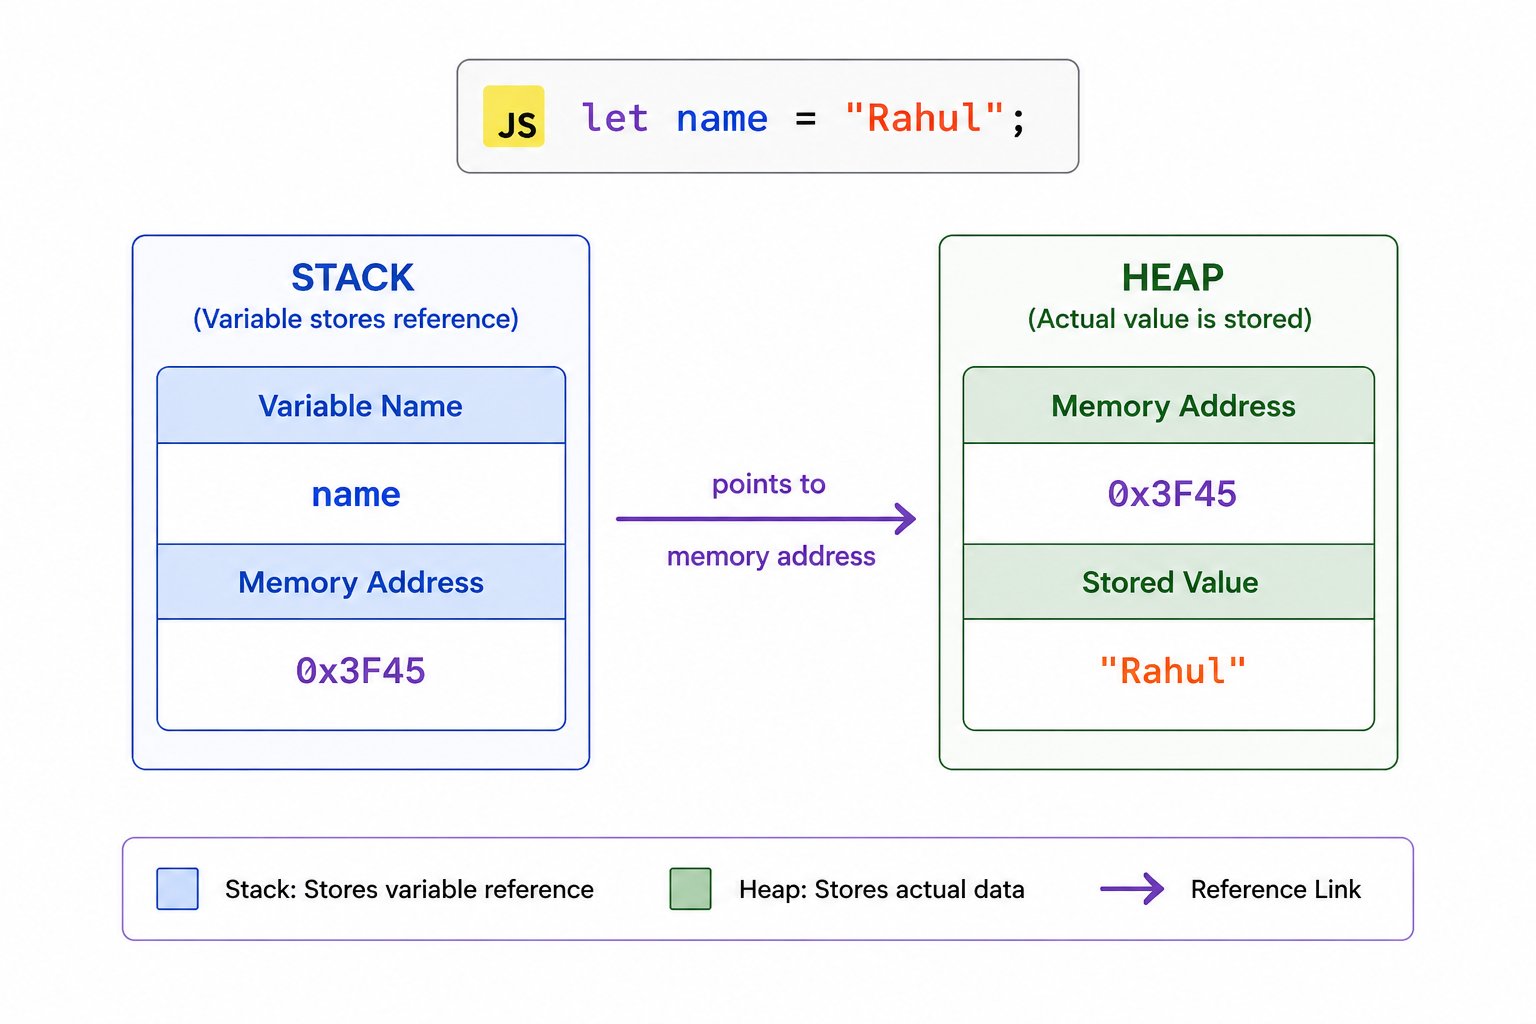 JS let name = "Rahul";
STACK
(Variable stores reference)
Variable Name
name
Memory Address
0x3F45
points to
memory address
HEAP
(Actual value is stored)
Memory Address
0x3F45
Stored Value
"Rahul"
Stack: Stores variable reference
Heap: Stores actual data
Reference Link